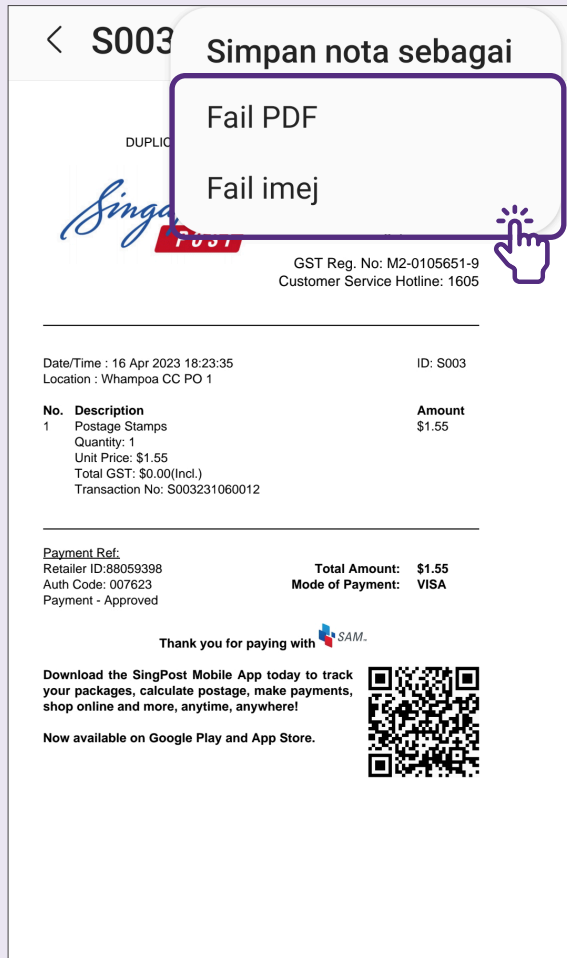 S003
Simpan nota sebagai
Fail PDF
Fail imej
GST Reg. No: M2-0105651-9
Customer Service Hotline: 1605
Date/Time : 16 Apr 2023 18:23:35 ID: S003
Location : Whampoa CC PO 1
No. Description Amount
1 Postage Stamps $1.55
Quantity: 1
Unit Price: $1.55
Total GST: $0.00(Incl.)
Transaction No: S003231060012
Payment Ref:
Retailer ID:88059398 Total Amount: $1.55
Auth Code: 007623 Mode of Payment: VISA
Payment - Approved
Thank you for paying with SAM
Download the SingPost Mobile App today to track
your packages, calculate postage, make payments,
shop online and more, anytime, anywhere!
Now available on Google Play and App Store.